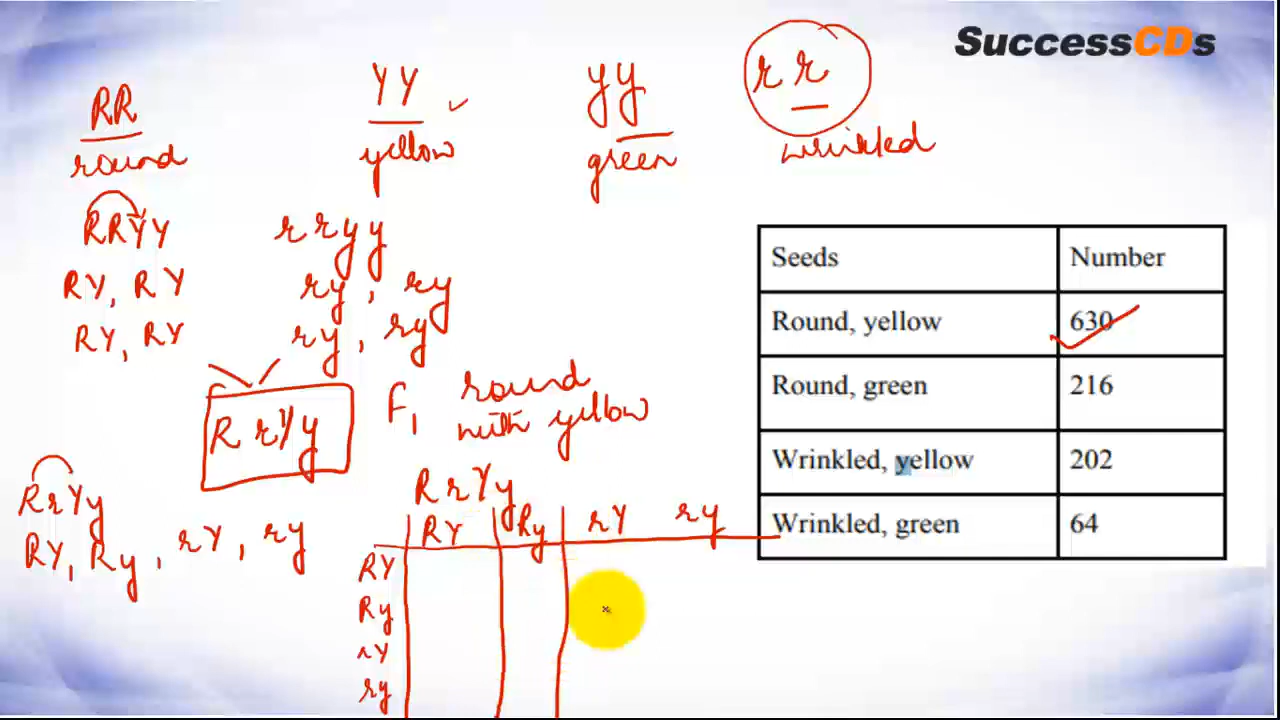 SuccessCDs
RR YY yy rr
round yellow green wrinkled
RRYY rryy
RY, RY ry, ry
RY, RY ry, ry
RrYy F1 round
with yellow
Seeds Number
Round, yellow 630
Round, green 216
Wrinkled, yellow 202
Wrinkled, green 64
RrYy
RY, Ry, rY, ry
RrYy
RY Ry rY ry
RY
Ry
rY
ry